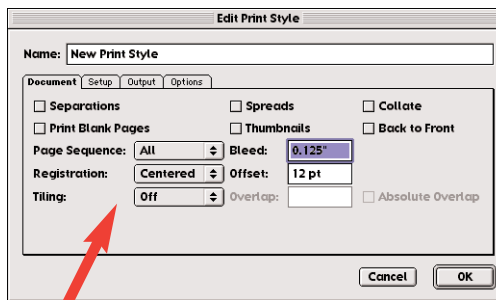 Edit Print Style
Name: New Print Style
Document Setup Output Options
Separations Spreads Collate
Print Blank Pages Thumbnails Back to Front
Page Sequence: All Bleed: 0.125"
Registration: Centered Offset: 12 pt
Tiling: Off Overlap: Absolute Overlap
Cancel OK